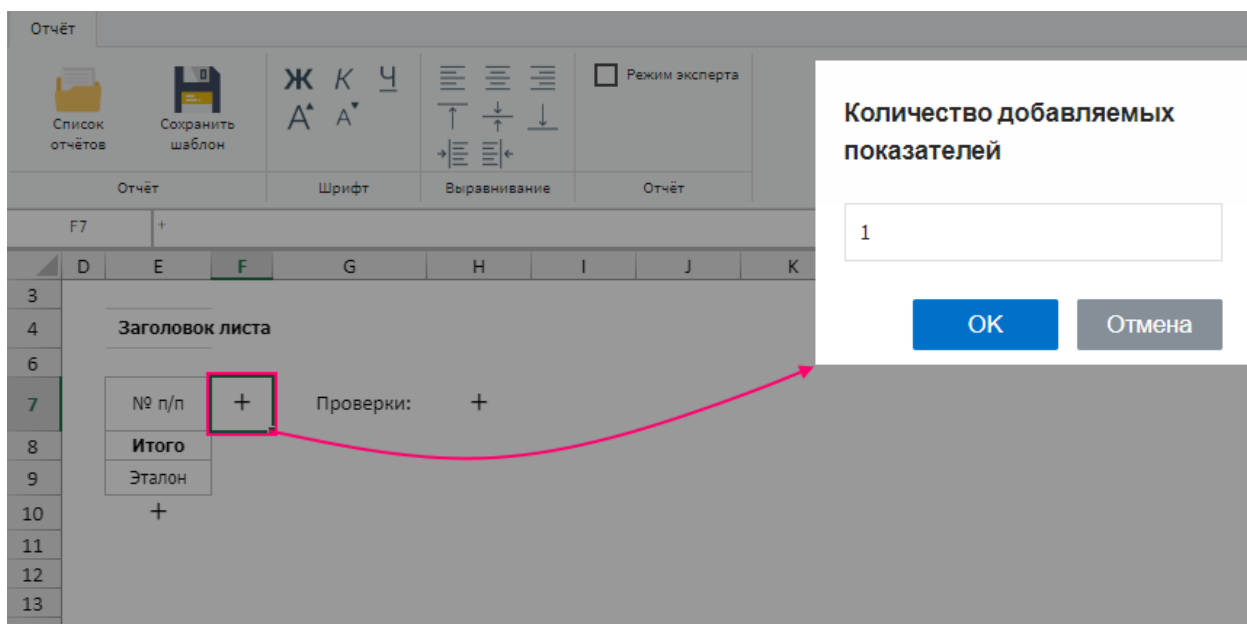 Отчёт
Список
отчётов
Сохранить
шаблон
Ж К Ч
A A
Режим эксперта
Отчёт
Шрифт
Выравнивание
Отчёт
F7
+
D E F G H I J K
3
4 Заголовок листа
6
7 № п/п + Проверки: +
8 Итого
9 Эталон
10 +
11
12
13
Количество добавляемых
показателей
1
OK
Отмена